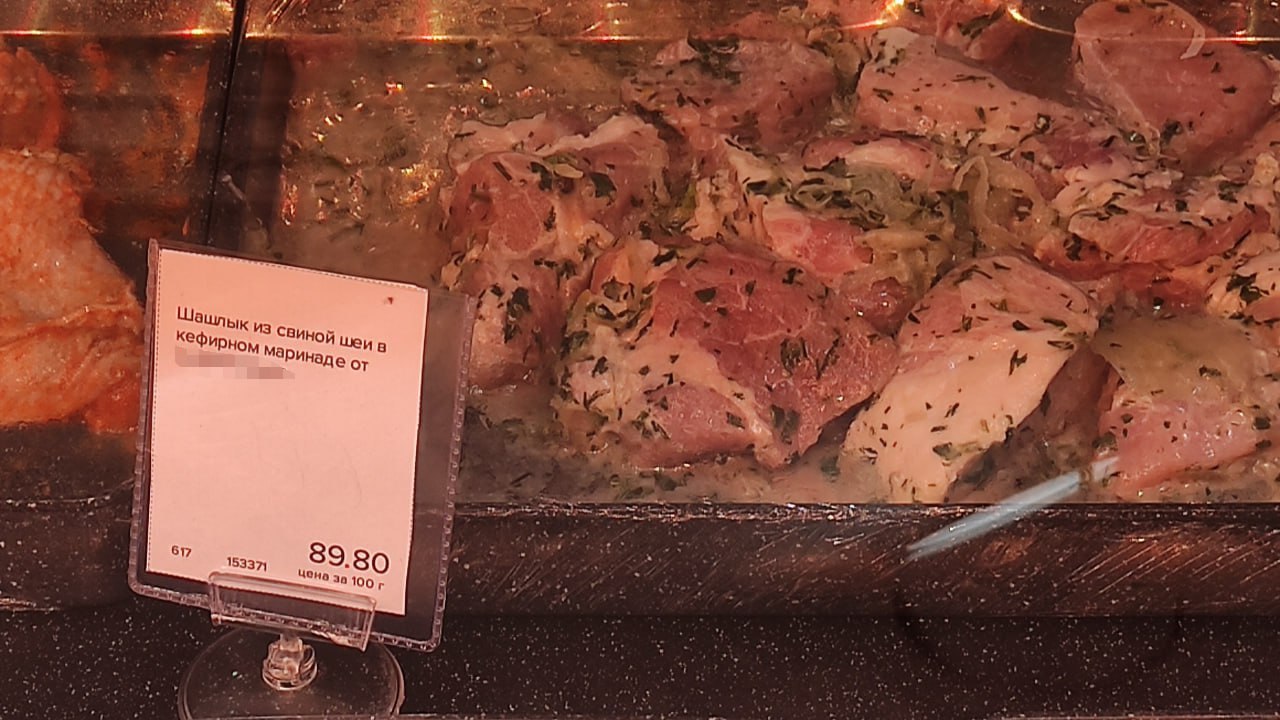 Шашлык из свиной шеи в
кефирном маринаде от
89.80
617 153371 цена за 100 г